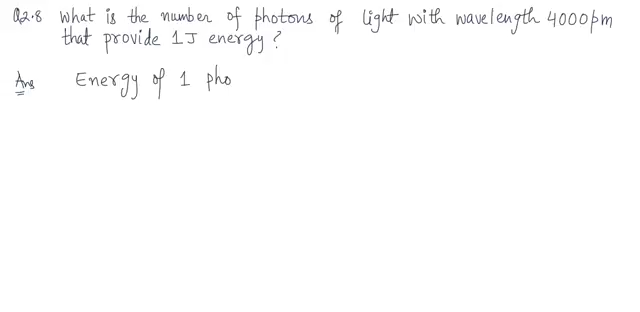 Q2.8 What is the number of photons of light with wavelength 4000pm
that provide 1J energy?
Ans Energy of 1 pho